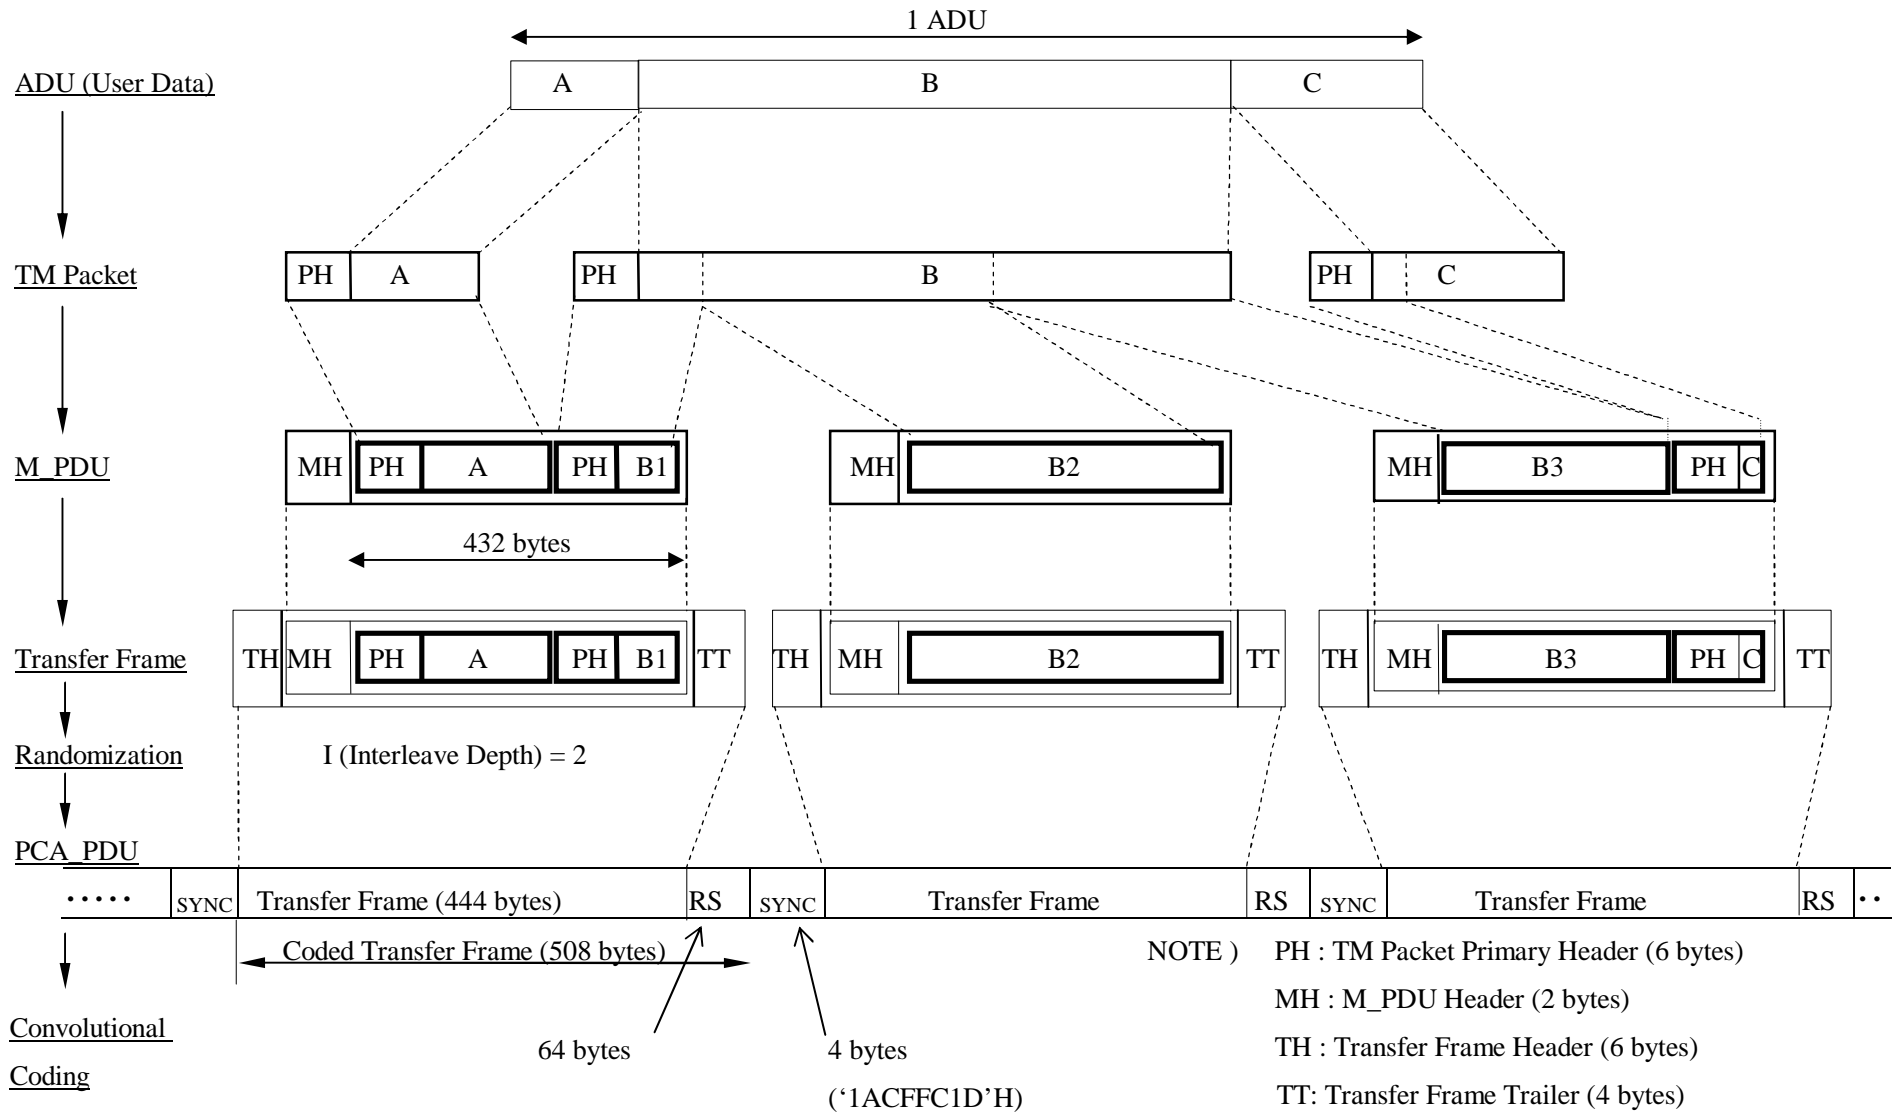 1 ADU
ADU (User Data)
A B C
TM Packet
PH A PH B PH C
M_PDU
MH PH A PH B1 MH B2 MH B3 PH C
432 bytes
Transfer Frame
TH MH PH A PH B1 TT TH MH B2 TT TH MH B3 PH C TT
Randomization
I (Interleave Depth) = 2
PCA_PDU
..... SYNC Transfer Frame (444 bytes) RS SYNC Transfer Frame RS SYNC Transfer Frame RS ..
Coded Transfer Frame (508 bytes)
NOTE ) PH : TM Packet Primary Header (6 bytes)
MH : M_PDU Header (2 bytes)
TH : Transfer Frame Header (6 bytes)
TT: Transfer Frame Trailer (4 bytes)
Convolutional
Coding
64 bytes
4 bytes
(‘1ACFFC1D’H)